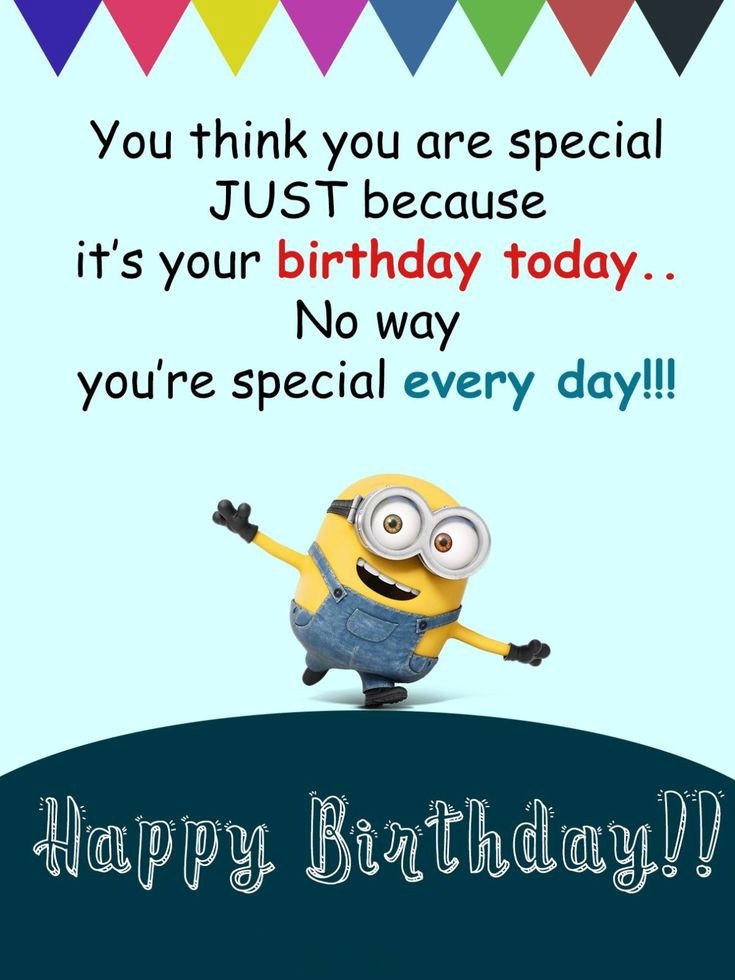 You think you are special
JUST because
it's your birthday today..
No way
you're special every day!!!
Happy Birthday!!